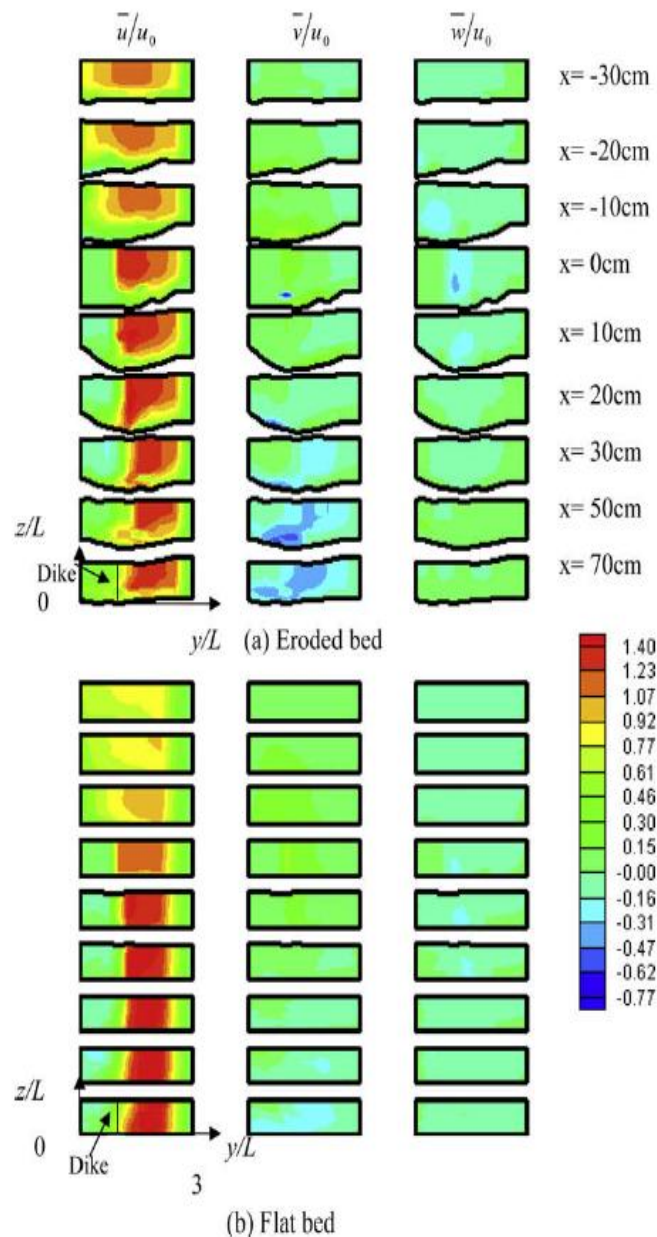 u̅/u₀ v̅/u₀ w̅/u₀
x= -30cm
x= -20cm
x= -10cm
x= 0cm
x= 10cm
x= 20cm
x= 30cm
x= 50cm
x= 70cm
z/L
Dike
0
y/L (a) Eroded bed
1.40
1.23
1.07
0.92
0.77
0.61
0.46
0.30
0.15
-0.00
-0.16
-0.31
-0.47
-0.62
-0.77
z/L
0
Dike
y/L
3
(b) Flat bed